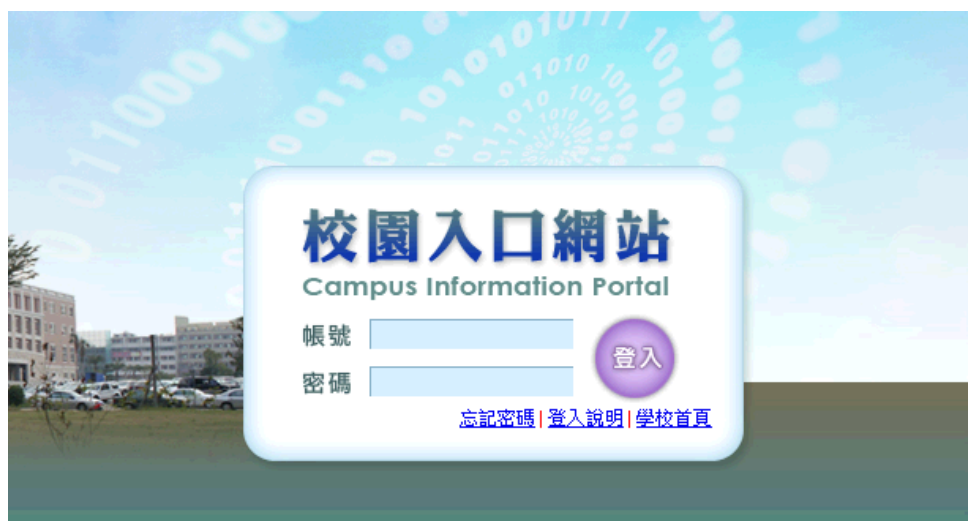 校園入口網站
Campus Information Portal
帳號
密碼
登入
忘記密碼 | 登入說明 | 學校首頁